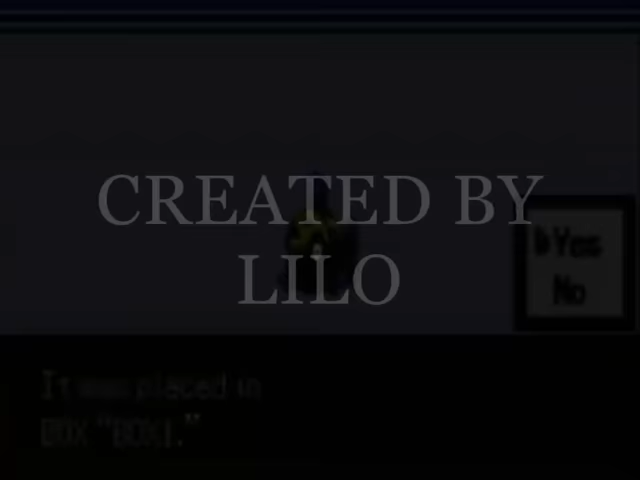 CREATED BY
LILO
Yes
No
It was placed in
BOX "BOX1."